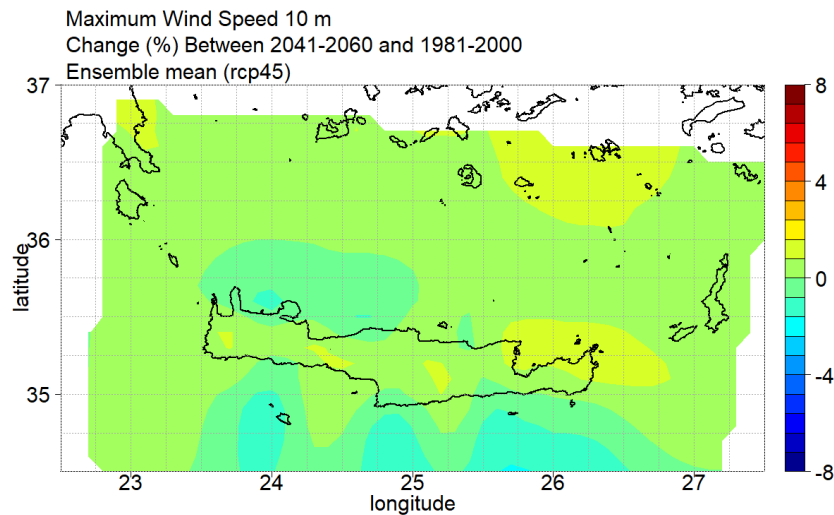 Maximum Wind Speed 10 m
Change (%) Between 2041-2060 and 1981-2000
Ensemble mean (rcp45)
37
36
35
latitude
23
24
25
26
27
longitude
8
4
0
-4
-8